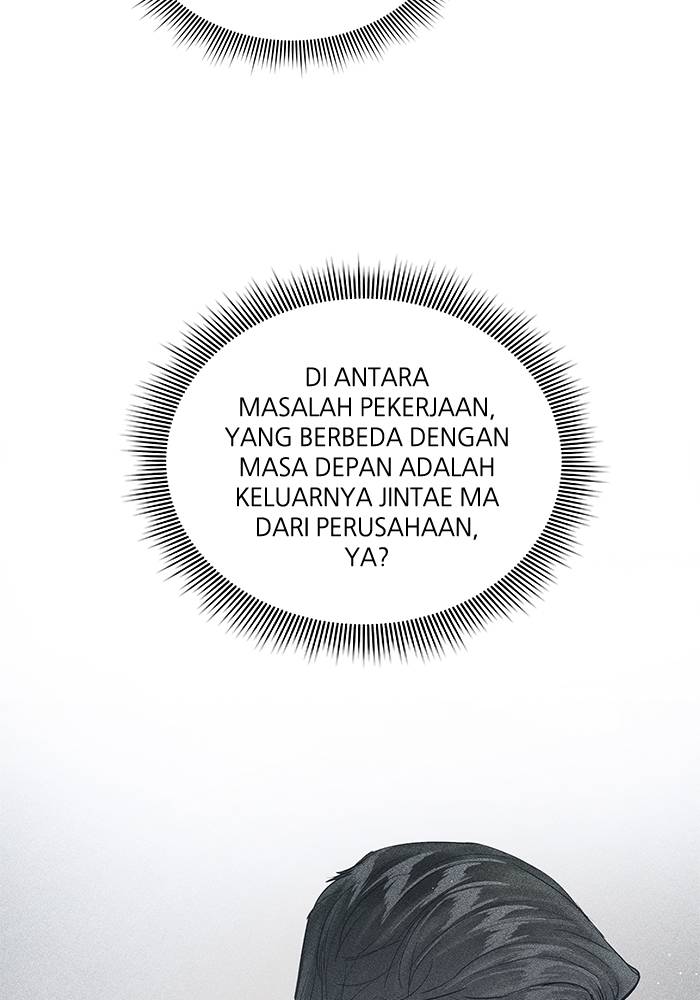 DI ANTARA
MASALAH PEKERJAAN,
YANG BERBEDA DENGAN
MASA DEPAN ADALAH
KELUARNYA JINTAE MA
DARI PERUSAHAAN,
YA?